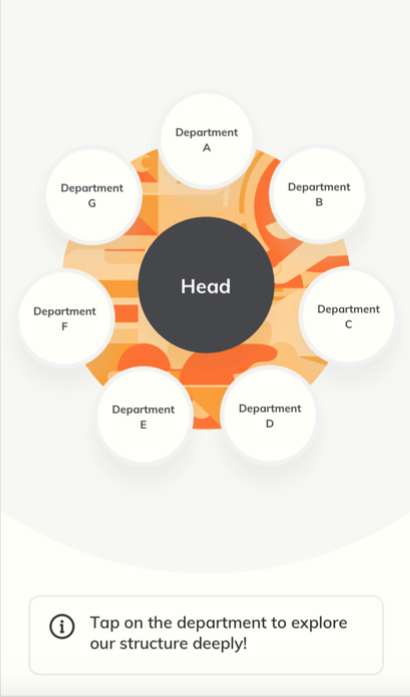 Department
A
Department
B
Department
C
Department
D
Department
E
Department
F
Department
G
Head
Tap on the department to explore
our structure deeply!